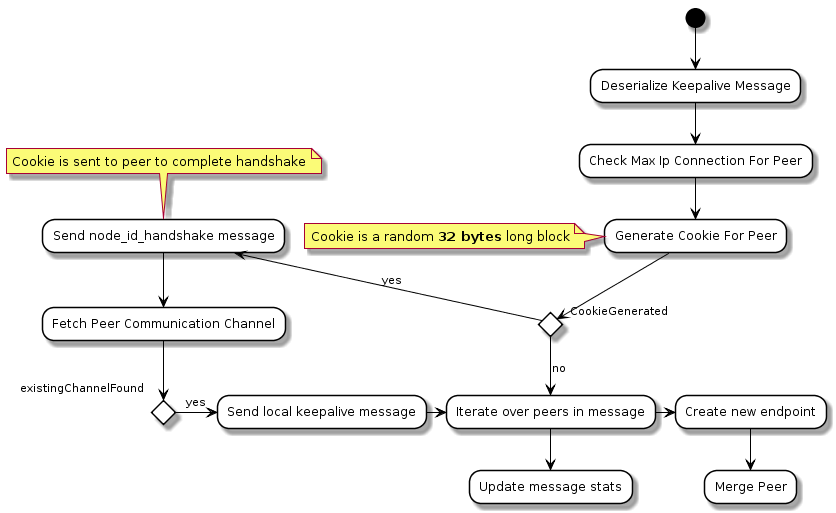 Deserialize Keepalive Message
Check Max Ip Connection For Peer
Cookie is sent to peer to complete handshake
Send node_id_handshake message
Cookie is a random 32 bytes long block
Generate Cookie For Peer
yes
CookieGenerated
Fetch Peer Communication Channel
no
existingChannelFound
yes
Send local keepalive message
Iterate over peers in message
Create new endpoint
Update message stats
Merge Peer